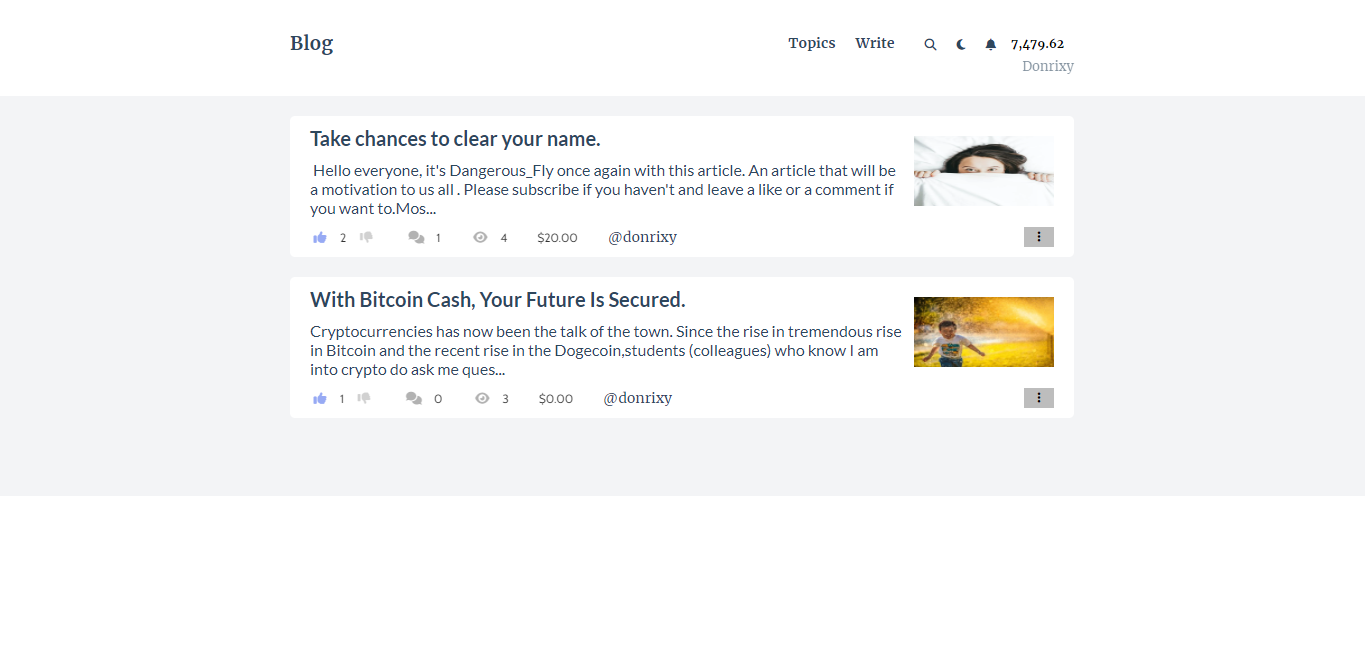 Blog
Topics Write 7,479.62
Donrixy
Take chances to clear your name.
Hello everyone, it's Dangerous_Fly once again with this article. An article that will be
a motivation to us all . Please subscribe if you haven't and leave a like or a comment if
you want to.Mos...
2 1 4 $20.00 @donrixy
With Bitcoin Cash, Your Future Is Secured.
Cryptocurrencies has now been the talk of the town. Since the rise in tremendous rise
in Bitcoin and the recent rise in the Dogecoin,students (colleagues) who know I am
into crypto do ask me ques...
1 0 3 $0.00 @donrixy